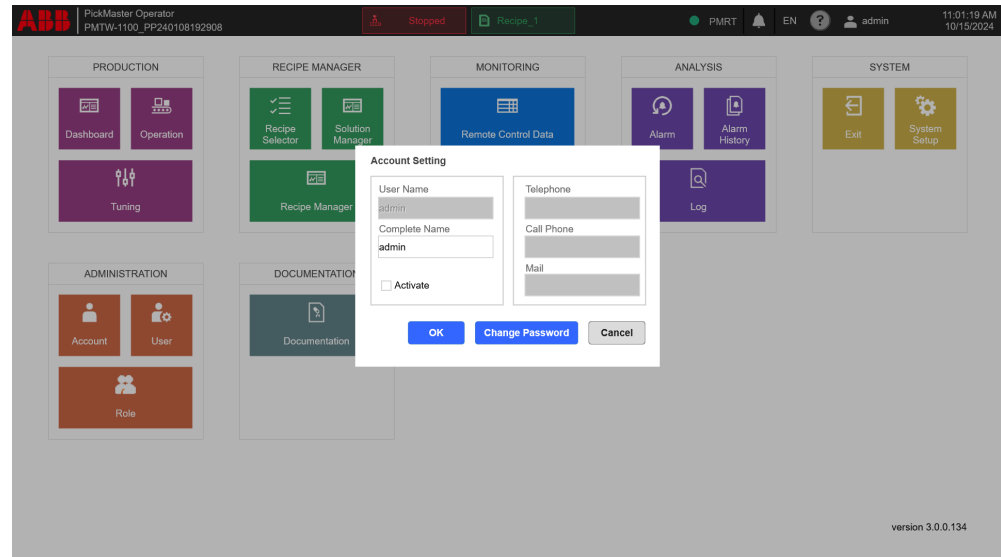 ABB
PickMaster Operator
PMTW-1100_PP240108192908
Stopped
Recipe_1
PMRT
EN
?
admin
11:01:19 AM
10/15/2024
PRODUCTION
Dashboard
Operation
Tuning
RECIPE MANAGER
Recipe
Selector
Solution
Manager
Recipe Manager
MONITORING
Remote Control Data
ANALYSIS
Alarm
Alarm
History
Log
SYSTEM
Exit
System
Setup
Account Setting
User Name
admin
Complete Name
admin
Activate
Telephone
Call Phone
Mail
OK
Change Password
Cancel
ADMINISTRATION
Account
User
Role
DOCUMENTATION
Documentation
version 3.0.0.134